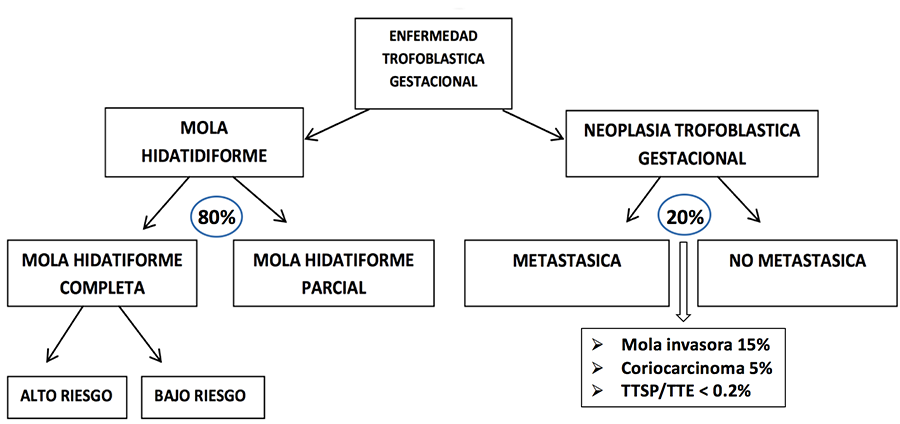 ENFERMEDAD
TROFOBLASTICA
GESTACIONAL
MOLA
HIDATIDIFORME
NEOPLASIA TROFOBLASTICA
GESTACIONAL
80%
20%
MOLA HIDATIFORME
COMPLETA
MOLA HIDATIFORME
PARCIAL
METASTASICA
NO METASTASICA
➢ Mola invasora 15%
➢ Coriocarcinoma 5%
➢ TTSP/TTE < 0.2%
ALTO RIESGO
BAJO RIESGO